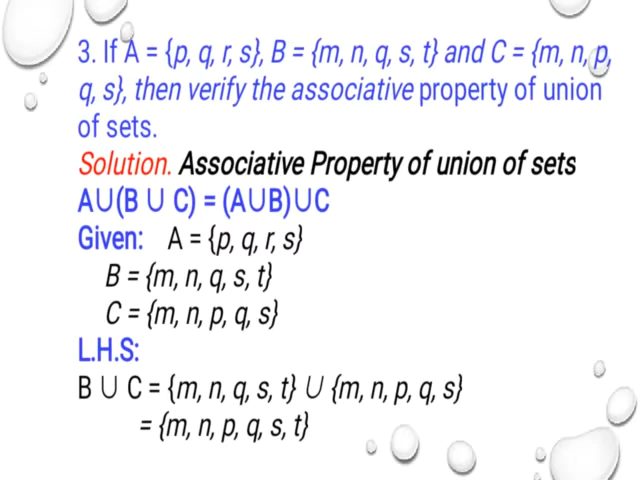 3. If A = {p, q, r, s}, B = {m, n, q, s, t} and C = {m, n, p,
q, s}, then verify the associative property of union
of sets.
Solution. Associative Property of union of sets
A∪(B ∪ C) = (A∪B)∪C
Given: A = {p, q, r, s}
B = {m, n, q, s, t}
C = {m, n, p, q, s}
L.H.S:
B ∪ C = {m, n, q, s, t} ∪ {m, n, p, q, s}
= {m, n, p, q, s, t}